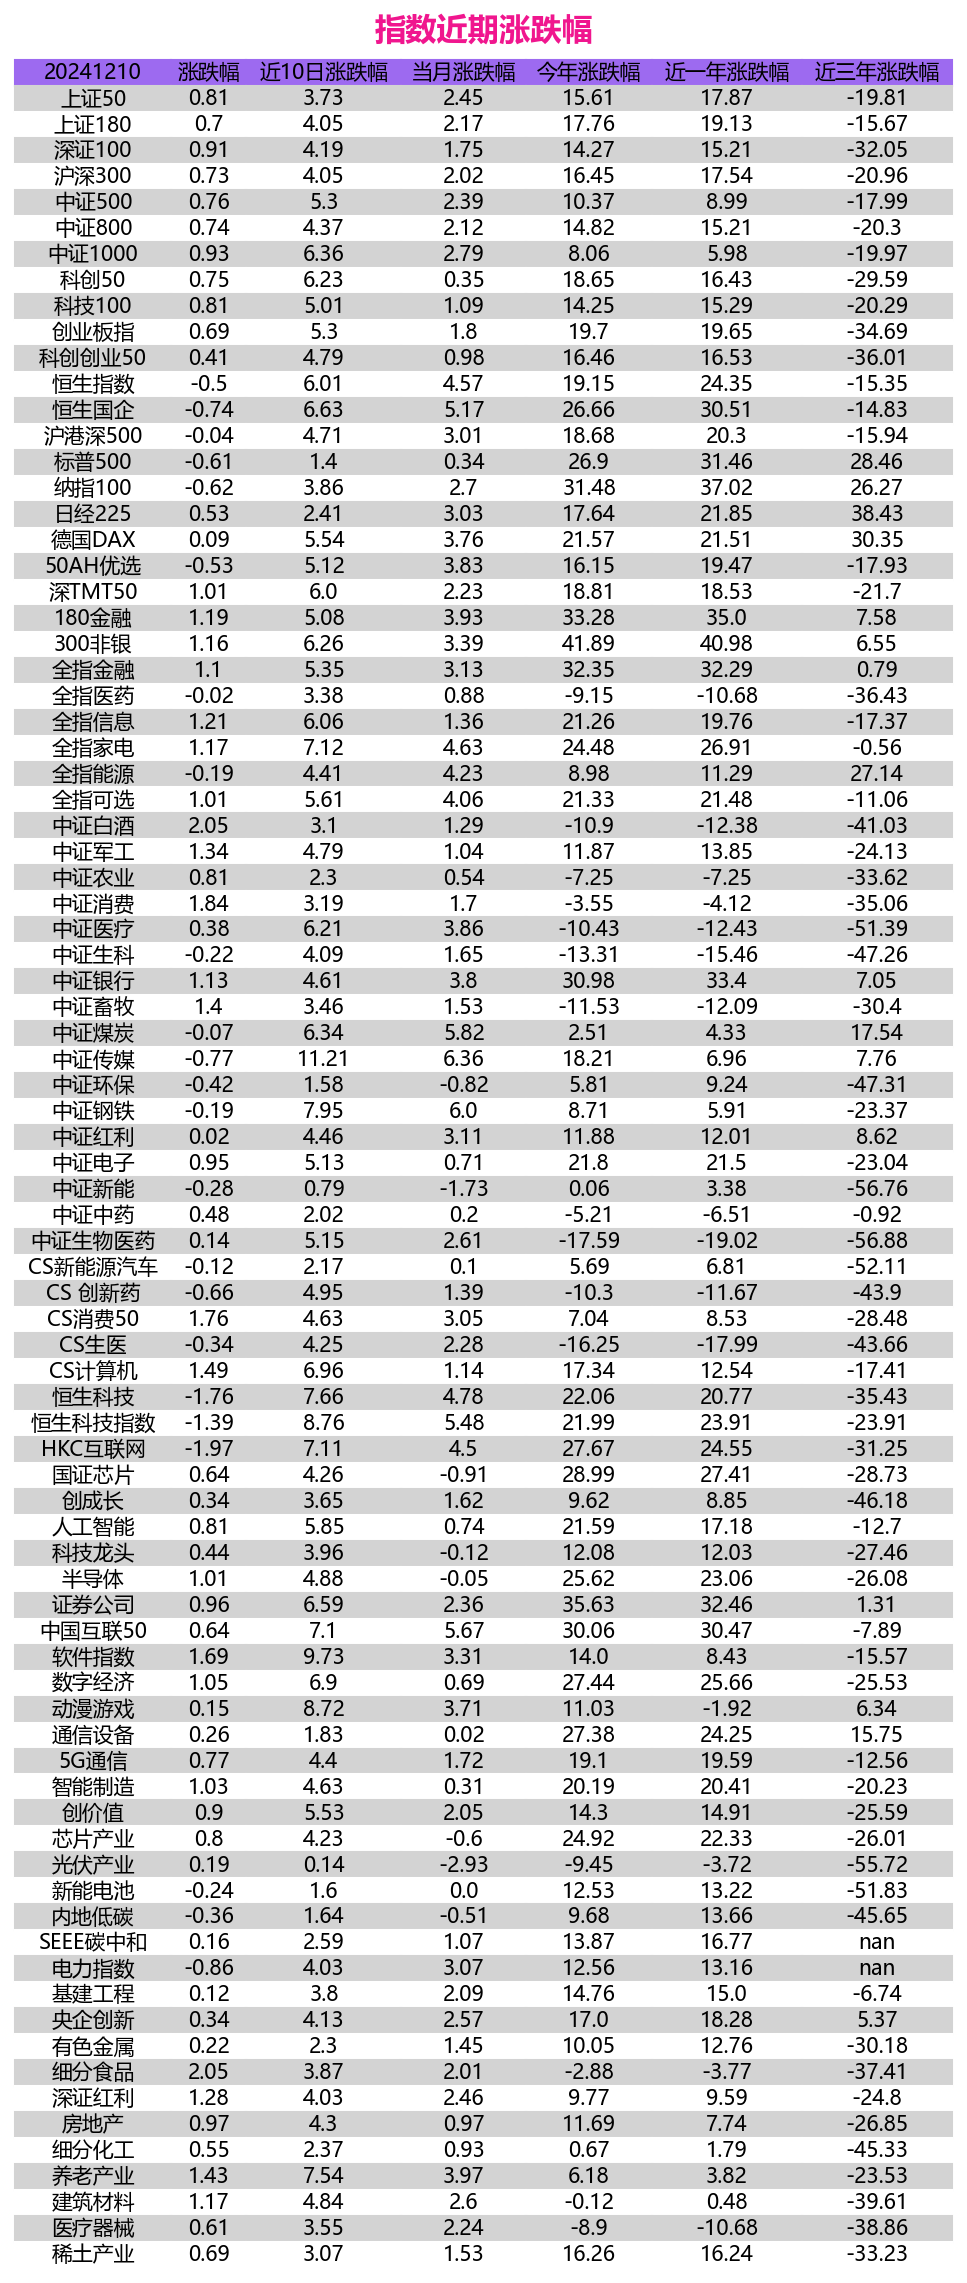 指数近期涨跌幅
20241210 涨跌幅 近10日涨跌幅 当月涨跌幅 今年涨跌幅 近一年涨跌幅 近三年涨跌幅
上证50 0.81 3.73 2.45 15.61 17.87 -19.81
上证180 0.7 4.05 2.17 17.76 19.13 -15.67
深证100 0.91 4.19 1.75 14.27 15.21 -32.05
沪深300 0.73 4.05 2.02 16.45 17.54 -20.96
中证500 0.76 5.3 2.39 10.37 8.99 -17.99
中证800 0.74 4.37 2.12 14.82 15.21 -20.3
中证1000 0.93 6.36 2.79 8.06 5.98 -19.97
科创50 0.75 6.23 0.35 18.65 16.43 -29.59
科技100 0.81 5.01 1.09 14.25 15.29 -20.29
创业板指 0.69 5.3 1.8 19.7 19.65 -34.69
科创创业50 0.41 4.79 0.98 16.46 16.53 -36.01
恒生指数 -0.5 6.01 4.57 19.15 24.35 -15.35
恒生国企 -0.74 6.63 5.17 26.66 30.51 -14.83
沪港深500 -0.04 4.71 3.01 18.68 20.3 -15.94
标普500 -0.61 1.4 0.34 26.9 31.46 28.46
纳指100 -0.62 3.86 2.7 31.48 37.02 26.27
日经225 0.53 2.41 3.03 17.64 21.85 38.43
德国DAX 0.09 5.54 3.76 21.57 21.51 30.35
50AH优选 -0.53 5.12 3.83 16.15 19.47 -17.93
深TMT50 1.01 6.0 2.23 18.81 18.53 -21.7
180金融 1.19 5.08 3.93 33.28 35.0 7.58
300非银 1.16 6.26 3.39 41.89 40.98 6.55
全指金融 1.1 5.35 3.13 32.35 32.29 0.79
全指医药 -0.02 3.38 0.88 -9.15 -10.68 -36.43
全指信息 1.21 6.06 1.36 21.26 19.76 -17.37
全指家电 1.17 7.12 4.63 24.48 26.91 -0.56
全指能源 -0.19 4.41 4.23 8.98 11.29 27.14
全指可选 1.01 5.61 4.06 21.33 21.48 -11.06
中证白酒 2.05 3.1 1.29 -10.9 -12.38 -41.03
中证军工 1.34 4.79 1.04 11.87 13.85 -24.13
中证农业 0.81 2.3 0.54 -7.25 -7.25 -33.62
中证消费 1.84 3.19 1.7 -3.55 -4.12 -35.06
中证医疗 0.38 6.21 3.86 -10.43 -12.43 -51.39
中证生科 -0.22 4.09 1.65 -13.31 -15.46 -47.26
中证银行 1.13 4.61 3.8 30.98 33.4 7.05
中证畜牧 1.4 3.46 1.53 -11.53 -12.09 -30.4
中证煤炭 -0.07 6.34 5.82 2.51 4.33 17.54
中证传媒 -0.77 11.21 6.36 18.21 6.96 7.76
中证环保 -0.42 1.58 -0.82 5.81 9.24 -47.31
中证钢铁 -0.19 7.95 6.0 8.71 5.91 -23.37
中证红利 0.02 4.46 3.11 11.88 12.01 8.62
中证电子 0.95 5.13 0.71 21.8 21.5 -23.04
中证新能 -0.28 0.79 -1.73 0.06 3.38 -56.76
中证中药 0.48 2.02 0.2 -5.21 -6.51 -0.92
中证生物医药 0.14 5.15 2.61 -17.59 -19.02 -56.88
CS新能源汽车 -0.12 2.17 0.1 5.69 6.81 -52.11
CS 创新药 -0.66 4.95 1.39 -10.3 -11.67 -43.9
CS消费50 1.76 4.63 3.05 7.04 8.53 -28.48
CS生医 -0.34 4.25 2.28 -16.25 -17.99 -43.66
CS计算机 1.49 6.96 1.14 17.34 12.54 -17.41
恒生科技 -1.76 7.66 4.78 22.06 20.77 -35.43
恒生科技指数 -1.39 8.76 5.48 21.99 23.91 -23.91
HKC互联网 -1.97 7.11 4.5 27.67 24.55 -31.25
国证芯片 0.64 4.26 -0.91 28.99 27.41 -28.73
创成长 0.34 3.65 1.62 9.62 8.85 -46.18
人工智能 0.81 5.85 0.74 21.59 17.18 -12.7
科技龙头 0.44 3.96 -0.12 12.08 12.03 -27.46
半导体 1.01 4.88 -0.05 25.62 23.06 -26.08
证券公司 0.96 6.59 2.36 35.63 32.46 1.31
中国互联50 0.64 7.1 5.67 30.06 30.47 -7.89
软件指数 1.69 9.73 3.31 14.0 8.43 -15.57
数字经济 1.05 6.9 0.69 27.44 25.66 -25.53
动漫游戏 0.15 8.72 3.71 11.03 -1.92 6.34
通信设备 0.26 1.83 0.02 27.38 24.25 15.75
5G通信 0.77 4.4 1.72 19.1 19.59 -12.56
智能制造 1.03 4.63 0.31 20.19 20.41 -20.23
创价值 0.9 5.53 2.05 14.3 14.91 -25.59
芯片产业 0.8 4.23 -0.6 24.92 22.33 -26.01
光伏产业 0.19 0.14 -2.93 -9.45 -3.72 -55.72
新能电池 -0.24 1.6 0.0 12.53 13.22 -51.83
内地低碳 -0.36 1.64 -0.51 9.68 13.66 -45.65
SEEE碳中和 0.16 2.59 1.07 13.87 16.77 nan
电力指数 -0.86 4.03 3.07 12.56 13.16 nan
基建工程 0.12 3.8 2.09 14.76 15.0 -6.74
央企创新 0.34 4.13 2.57 17.0 18.28 5.37
有色金属 0.22 2.3 1.45 10.05 12.76 -30.18
细分食品 2.05 3.87 2.01 -2.88 -3.77 -37.41
深证红利 1.28 4.03 2.46 9.77 9.59 -24.8
房地产 0.97 4.3 0.97 11.69 7.74 -26.85
细分化工 0.55 2.37 0.93 0.67 1.79 -45.33
养老产业 1.43 7.54 3.97 6.18 3.82 -23.53
建筑材料 1.17 4.84 2.6 -0.12 0.48 -39.61
医疗器械 0.61 3.55 2.24 -8.9 -10.68 -38.86
稀土产业 0.69 3.07 1.53 16.26 16.24 -33.23